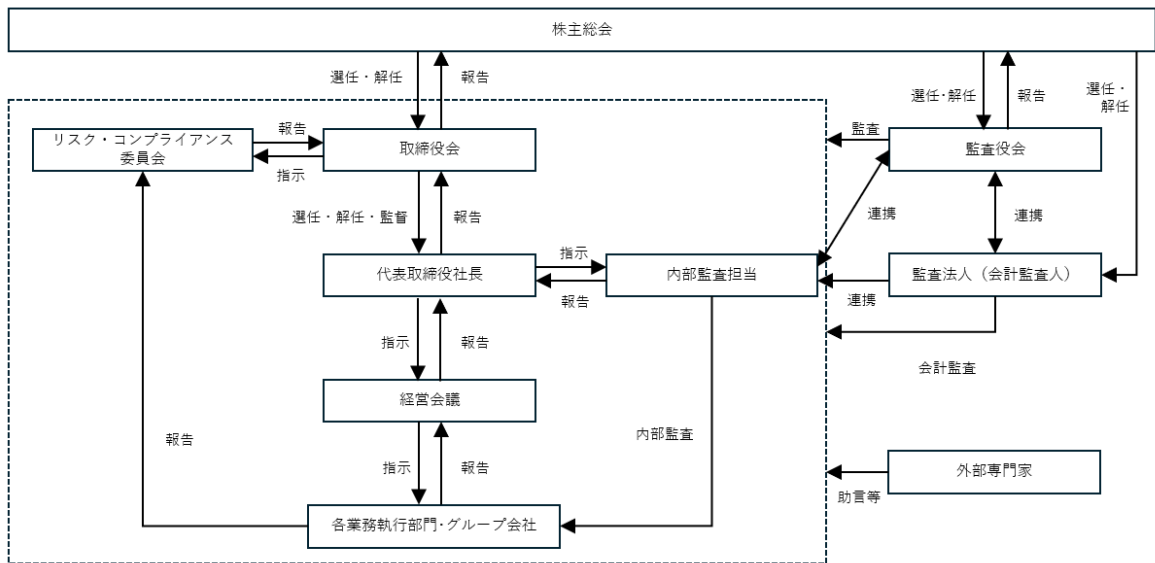 株主総会
選任・解任
報告
選任・解任
報告
選任・
解任
リスク・コンプライアンス
委員会
報告
指示
取締役会
監査
監査役会
選任・解任・監督
報告
連携
連携
代表取締役社長
指示
報告
内部監査担当
連携
監査法人（会計監査人）
指示
報告
会計監査
経営会議
報告
指示
報告
内部監査
外部専門家
助言等
各業務執行部門・グループ会社